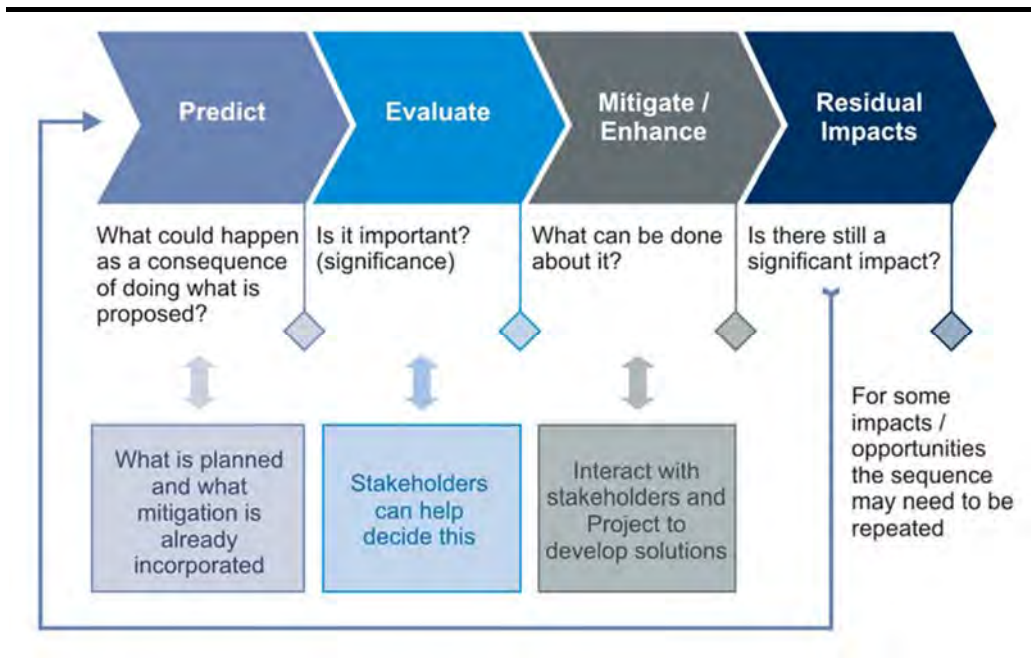 Predict
Evaluate
Mitigate /
Enhance
Residual
Impacts
What could happen
as a consequence
of doing what is
proposed?
Is it important?
(significance)
What can be done
about it?
Is there still a
significant impact?
What is planned
and what
mitigation is
already
incorporated
Stakeholders
can help
decide this
Interact with
stakeholders and
Project to
develop solutions
For some
impacts /
opportunities
the sequence
may need to be
repeated